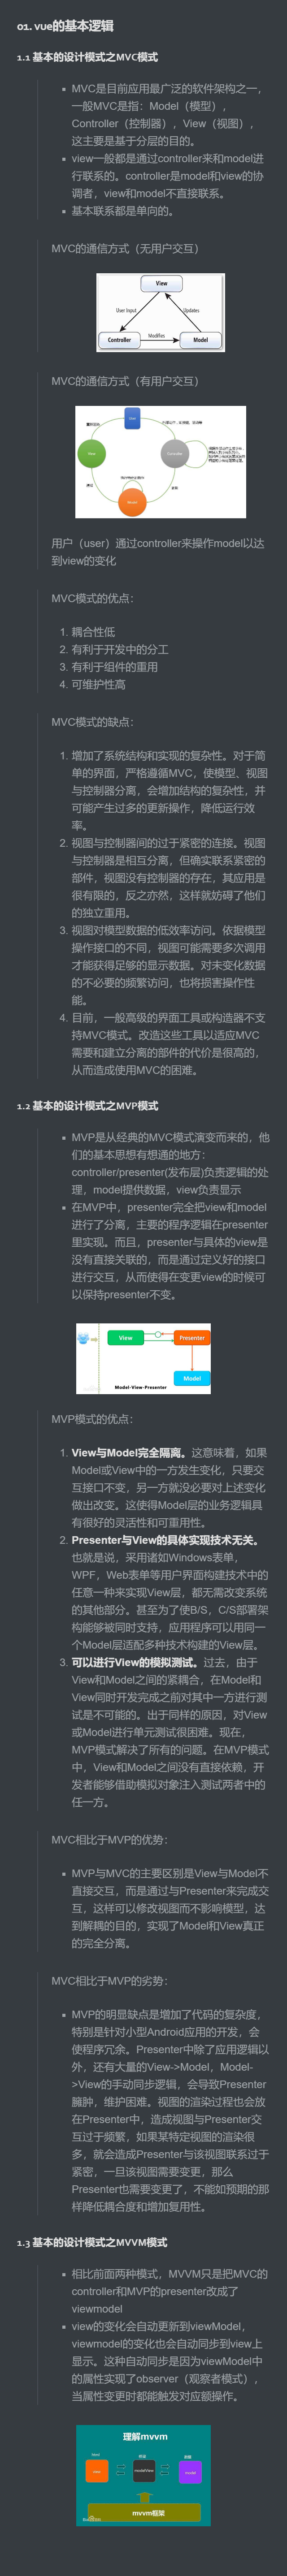 01. vue的基本逻辑
1.1 基本的设计模式之MVC模式
MVC是目前应用最广泛的软件架构之一，
一般MVC是指：Model（模型），
Controller（控制器），View（视图），
这主要是基于分层的目的。
view一般都是通过controller来和model进
行联系的。controller是model和view的协
调者，view和model不直接联系。
基本联系都是单向的。
MVC的通信方式（无用户交互）
View
User Input
Updates
Controller
Modifies
Model
MVC的通信方式（有用户交互）
User
View
Controller
Model
用户（user）通过controller来操作model以达
到view的变化
MVC模式的优点：
1. 耦合性低
2. 有利于开发中的分工
3. 有利于组件的重用
4. 可维护性高
MVC模式的缺点：
1. 增加了系统结构和实现的复杂性。对于简
单的界面，严格遵循MVC，使模型、视图
与控制器分离，会增加结构的复杂性，并
可能产生过多的更新操作，降低运行效
率。
2. 视图与控制器间的过于紧密的连接。视图
与控制器是相互分离，但确实联系紧密的
部件，视图没有控制器的存在，其应用是
很有限的，反之亦然，这样就妨碍了他们
的独立重用。
3. 视图对模型数据的低效率访问。依据模型
操作接口的不同，视图可能需要多次调用
才能获得足够的显示数据。对未变化数据
的不必要的频繁访问，也将损害操作性
能。
4. 目前，一般高级的界面工具或构造器不支
持MVC模式。改造这些工具以适应MVC
需要和建立分离的部件的代价是很高的，
从而造成使用MVC的困难。
1.2 基本的设计模式之MVP模式
MVP是从经典的MVC模式演变而来的，他
们的基本思想有想通的地方：
controller/presenter(发布层)负责逻辑的处
理，model提供数据，view负责显示
在MVP中，presenter完全把view和model
进行了分离，主要的程序逻辑在presenter
里实现。而且，presenter与具体的view是
没有直接关联的，而是通过定义好的接口
进行交互，从而使得在变更view的时候可
以保持presenter不变。
View
Presenter
Model
Model-View-Presenter
MVP模式的优点：
1. View与Model完全隔离。这意味着，如果
Model或View中的一方发生变化，只要交
互接口不变，另一方就没必要对上述变化
做出改变。这使得Model层的业务逻辑具
有很好的灵活性和可重用性。
2. Presenter与View的具体实现技术无关。
也就是说，采用诸如Windows表单，
WPF，Web表单等用户界面构建技术中的
任意一种来实现View层，都无需改变系统
的其他部分。甚至为了使B/S，C/S部署架
构能够被同时支持，应用程序可以用同一
个Model层适配多种技术构建的View层。
3. 可以进行View的模拟测试。过去，由于
View和Model之间的紧耦合，在Model和
View同时开发完成之前对其中一方进行测
试是不可能的。出于同样的原因，对View
或Model进行单元测试很困难。现在，
MVP模式解决了所有的问题。在MVP模式
中，View和Model之间没有直接依赖，开
发者能够借助模拟对象注入测试两者中的
任一方。
MVC相比于MVP的优势：
MVP与MVC的主要区别是View与Model不
直接交互，而是通过与Presenter来完成交
互，这样可以修改视图而不影响模型，达
到解耦的目的，实现了Model和View真正
的完全分离。
MVC相比于MVP的劣势：
MVP的明显缺点是增加了代码的复杂度，
特别是针对小型Android应用的开发，会
使程序冗余。Presenter中除了应用逻辑以
外，还有大量的View->Model，Model-
>View的手动同步逻辑，会导致Presenter
臃肿，维护困难。视图的渲染过程也会放
在Presenter中，造成视图与Presenter交
互过于频繁，如果某特定视图的渲染很
多，就会造成Presenter与该视图联系过于
紧密，一旦该视图需要变更，那么
Presenter也需要变更了，不能如预期的那
样降低耦合度和增加复用性。
1.3 基本的设计模式之MVVM模式
相比前面两种模式，MVVM只是把MVC的
controller和MVP的presenter改成了
viewmodel
view的变化会自动更新到viewModel，
viewmodel的变化也会自动同步到view上
显示。这种自动同步是因为viewModel中
的属性实现了observer（观察者模式），
当属性变更时都能触发对应额操作。
理解mvvm
view
modelView
model
mvvm框架